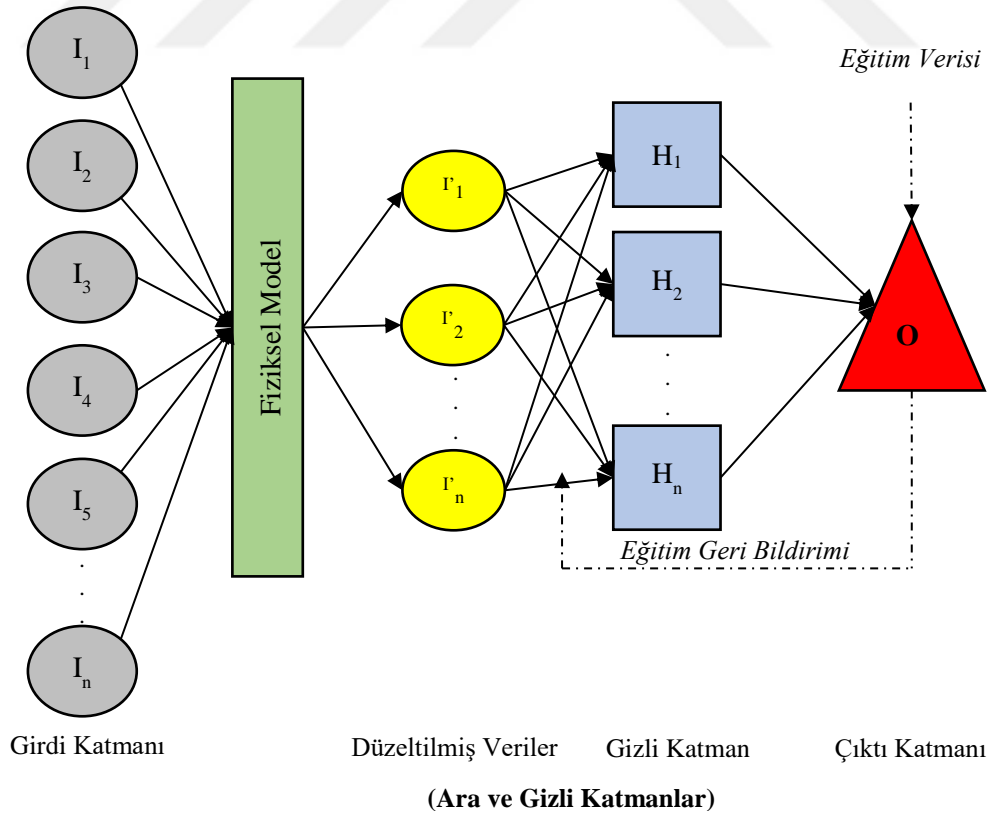 I1
I2
I3
I4
I5
.
.
.
In
Girdi Katmanı
Fiziksel Model
I’1
I’2
.
.
.
I’n
Düzeltilmiş Veriler
H1
H2
.
.
.
Hn
Gizli Katman
Eğitim Verisi
O
Eğitim Geri Bildirimi
Çıktı Katmanı
(Ara ve Gizli Katmanlar)